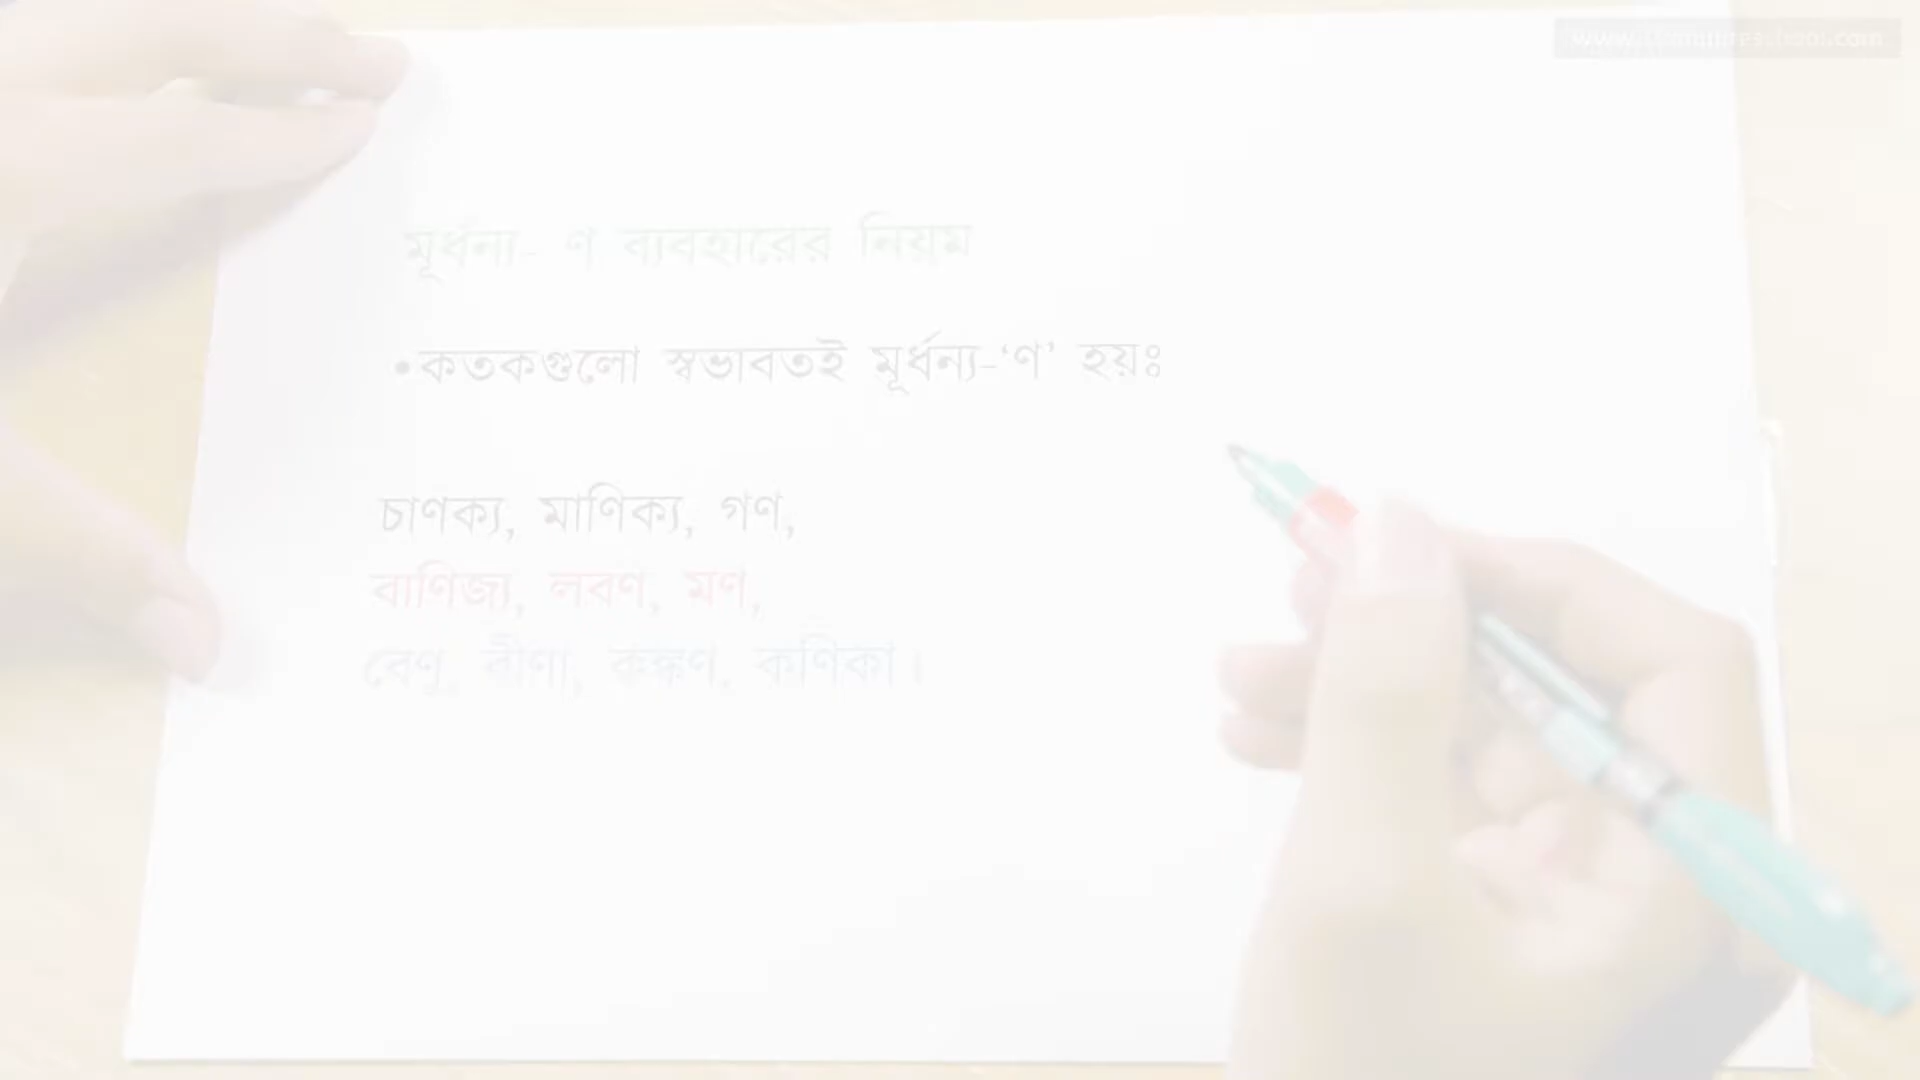 মূর্ধন্য- ণ ব্যবহারের নিয়ম
•কতকগুলো স্বভাবতই মূর্ধন্য-‘ণ’ হয়ঃ
চাণক্য, মাণিক্য, গণ,
বাণিজ্য, লবণ, মণ,
বেণু, বীণা, কঙ্কণ, কণিকা।